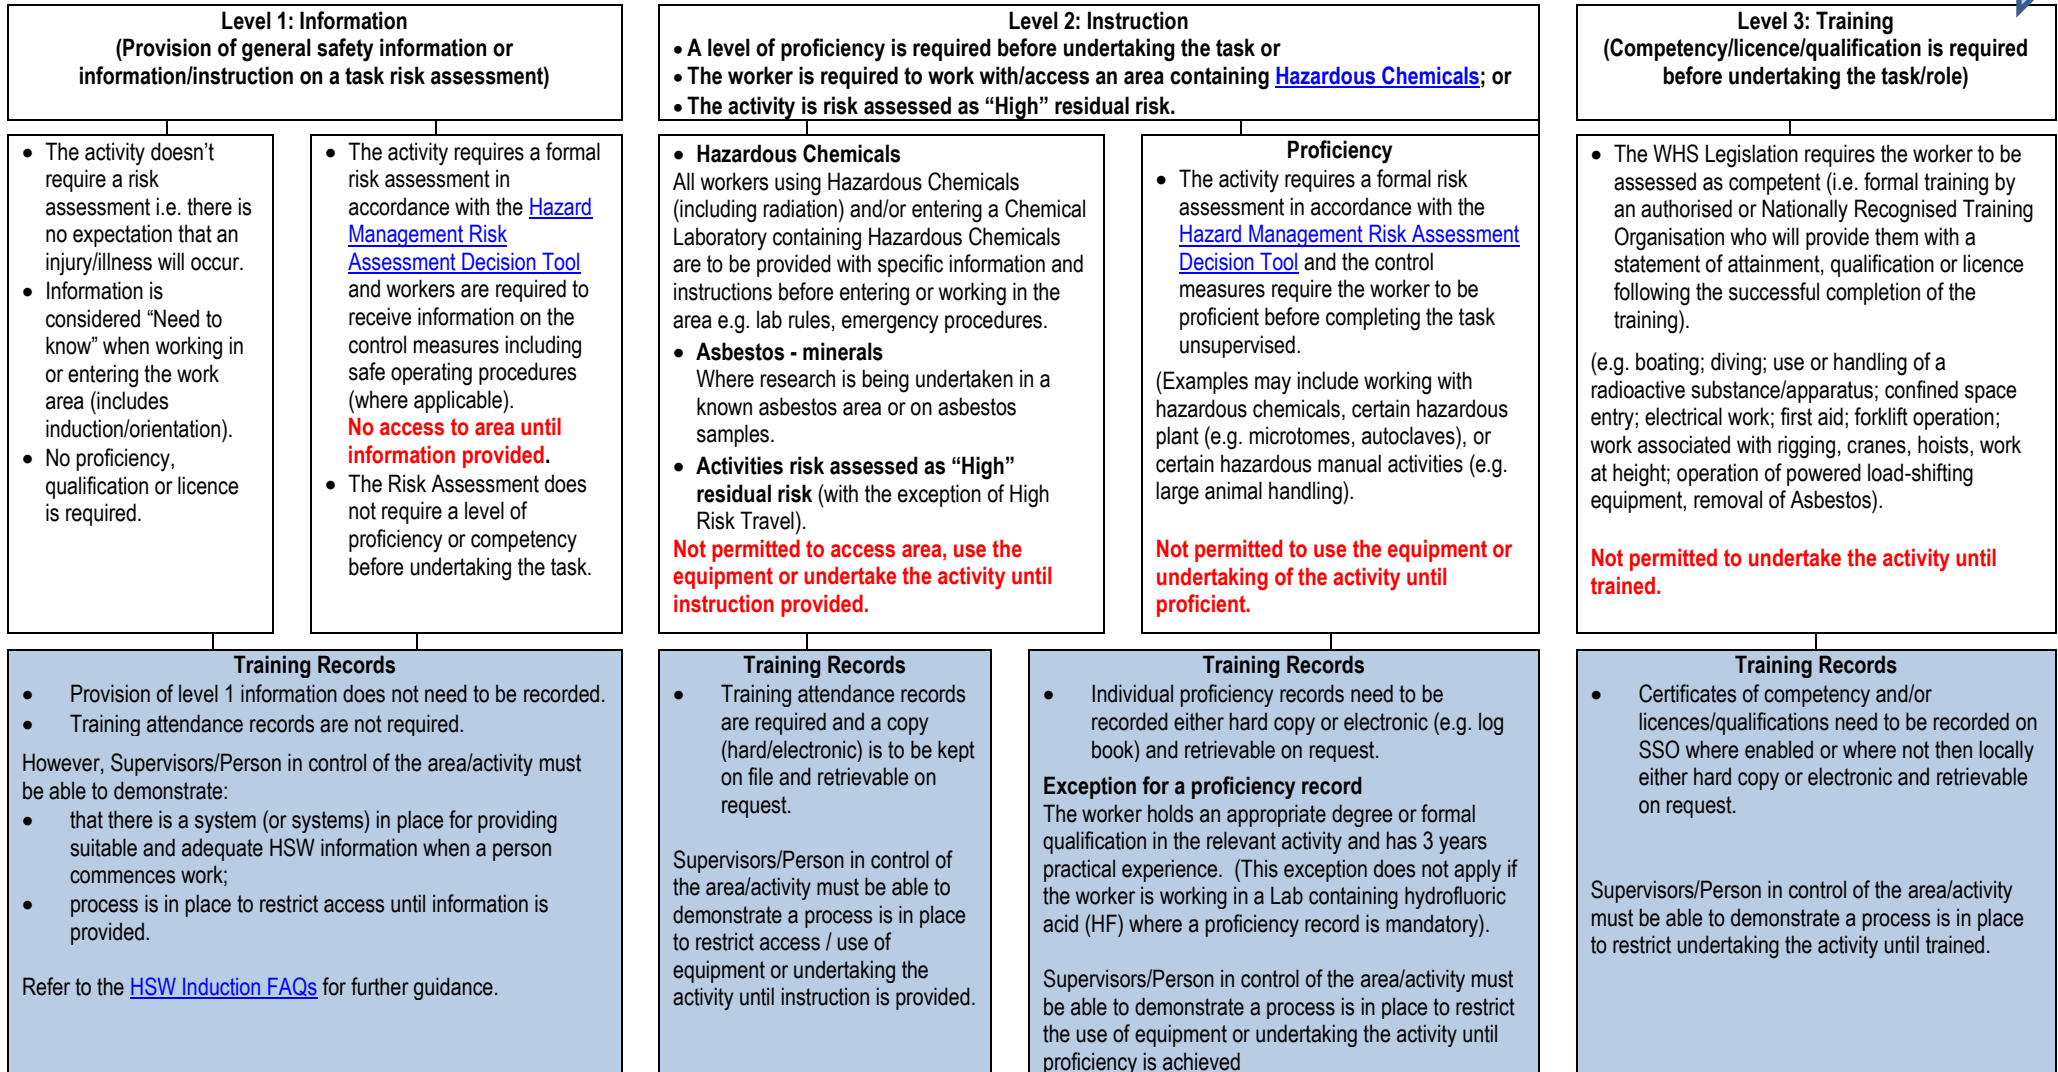 Level 1: Information
(Provision of general safety information or
information/instruction on a task risk assessment)
Level 2: Instruction
• A level of proficiency is required before undertaking the task or
• The worker is required to work with/access an area containing Hazardous Chemicals; or
• The activity is risk assessed as “High” residual risk.
Level 3: Training
(Competency/licence/qualification is required
before undertaking the task/role)
• The activity doesn’t
require a risk
assessment i.e. there is
no expectation that an
injury/illness will occur.
• Information is
considered “Need to
know” when working in
or entering the work
area (includes
induction/orientation).
• No proficiency,
qualification or licence
is required.
• The activity requires a formal
risk assessment in
accordance with the Hazard
Management Risk
Assessment Decision Tool
and workers are required to
receive information on the
control measures including
safe operating procedures
(where applicable).
No access to area until
information provided.
• The Risk Assessment does
not require a level of
proficiency or competency
before undertaking the task.
• Hazardous Chemicals
All workers using Hazardous Chemicals
(including radiation) and/or entering a Chemical
Laboratory containing Hazardous Chemicals
are to be provided with specific information and
instructions before entering or working in the
area e.g. lab rules, emergency procedures.
• Asbestos - minerals
Where research is being undertaken in a
known asbestos area or on asbestos
samples.
• Activities risk assessed as “High”
residual risk (with the exception of High
Risk Travel).
Not permitted to access area, use the
equipment or undertake the activity until
instruction provided.
Proficiency
• The activity requires a formal risk
assessment in accordance with the
Hazard Management Risk Assessment
Decision Tool and the control
measures require the worker to be
proficient before completing the task
unsupervised.
(Examples may include working with
hazardous chemicals, certain hazardous
plant (e.g. microtomes, autoclaves), or
certain hazardous manual activities (e.g.
large animal handling).
Not permitted to use the equipment or
undertaking of the activity until
proficient.
• The WHS Legislation requires the worker to be
assessed as competent (i.e. formal training by
an authorised or Nationally Recognised Training
Organisation who will provide them with a
statement of attainment, qualification or licence
following the successful completion of the
training).
(e.g. boating; diving; use or handling of a
radioactive substance/apparatus; confined space
entry; electrical work; first aid; forklift operation;
work associated with rigging, cranes, hoists, work
at height; operation of powered load-shifting
equipment, removal of Asbestos).
Not permitted to undertake the activity until
trained.
Training Records
• Provision of level 1 information does not need to be recorded.
• Training attendance records are not required.
However, Supervisors/Person in control of the area/activity must
be able to demonstrate:
• that there is a system (or systems) in place for providing
suitable and adequate HSW information when a person
commences work;
• process is in place to restrict access until information is
provided.
Refer to the HSW Induction FAQs for further guidance.
Training Records
• Training attendance records
are required and a copy
(hard/electronic) is to be kept
on file and retrievable on
request.
Supervisors/Person in control of
the area/activity must be able to
demonstrate a process is in place
to restrict access / use of
equipment or undertaking the
activity until instruction is provided.
Training Records
• Individual proficiency records need to be
recorded either hard copy or electronic (e.g. log
book) and retrievable on request.
Exception for a proficiency record
The worker holds an appropriate degree or formal
qualification in the relevant activity and has 3 years
practical experience. (This exception does not apply if
the worker is working in a Lab containing hydrofluoric
acid (HF) where a proficiency record is mandatory).
Supervisors/Person in control of the area/activity must
be able to demonstrate a process is in place to restrict
the use of equipment or undertaking the activity until
proficiency is achieved
Training Records
• Certificates of competency and/or
licences/qualifications need to be recorded on
SSO where enabled or where not then locally
either hard copy or electronic and retrievable
on request.
Supervisors/Person in control of the area/activity
must be able to demonstrate a process is in place
to restrict undertaking the activity until trained.